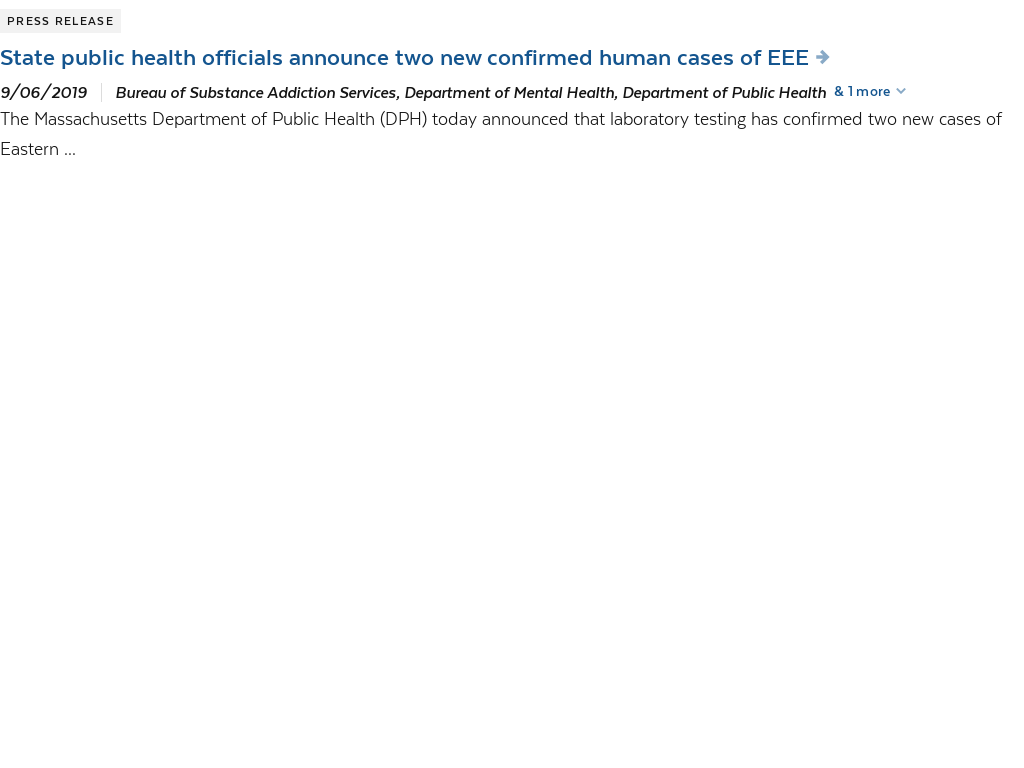 PRESS RELEASE
State public health officials announce two new confirmed human cases of EEE
9/06/2019 Bureau of Substance Addiction Services, Department of Mental Health, Department of Public Health & 1 more
The Massachusetts Department of Public Health (DPH) today announced that laboratory testing has confirmed two new cases of
Eastern ...